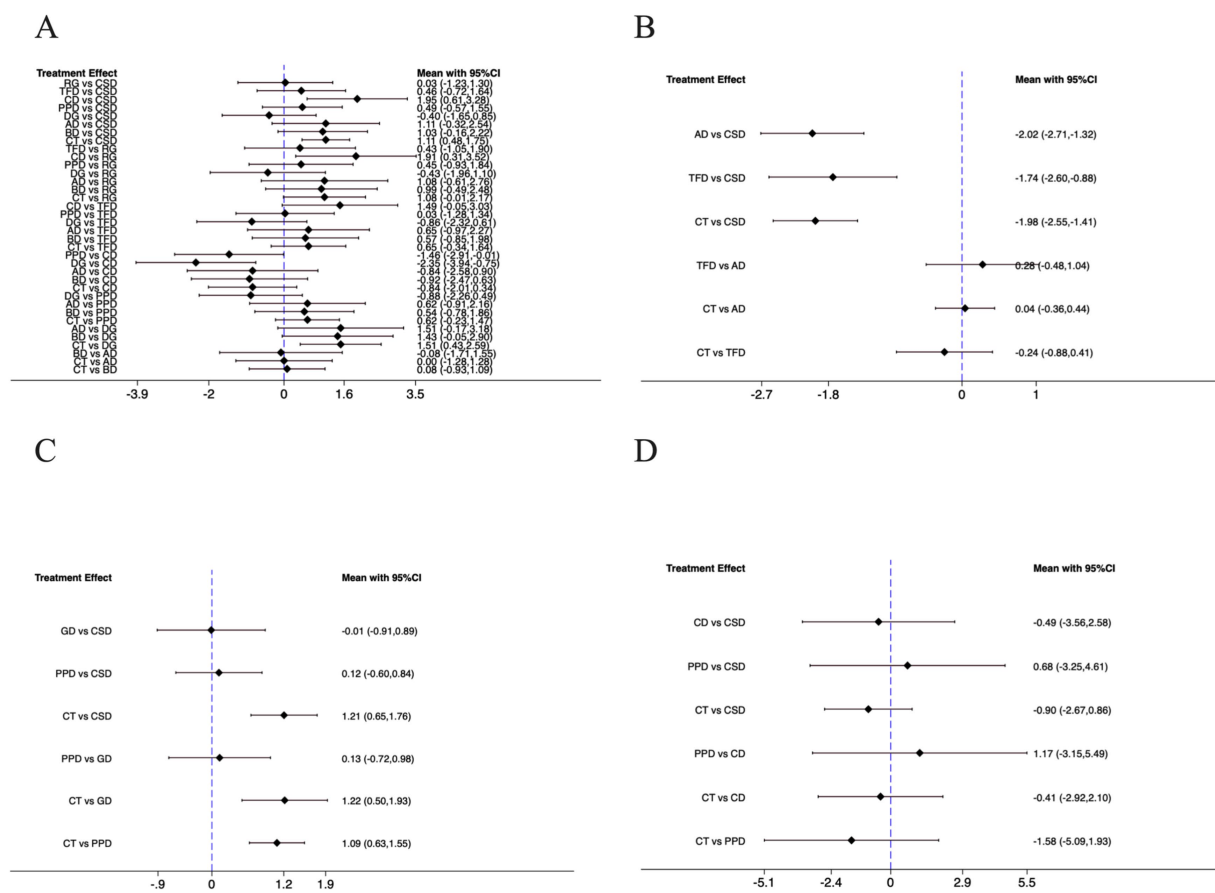 A
Treatment Effect Mean with 95%CI
RG vs CSD 0.03 (-1.23,1.30)
TFD vs CSD 0.46 (-0.72,1.64)
CD vs CSD 1.95 (0.61,3.28)
PPD vs CSD 0.49 (-0.57,1.55)
DG vs CSD -0.40 (-1.65,0.85)
AD vs CSD 1.11 (-0.32,2.54)
BD vs CSD 1.03 (-0.16,2.22)
CT vs CSD 1.11 (0.48,1.75)
TFD vs RG 0.43 (-1.05,1.90)
CD vs RG 1.91 (0.31,3.52)
PPD vs RG 0.45 (-0.93,1.84)
DG vs RG -0.43 (-1.96,1.10)
AD vs RG 1.08 (-0.61,2.76)
BD vs RG 0.99 (-0.49,2.48)
CT vs RG 1.08 (-0.01,2.17)
CD vs TFD 1.49 (-0.05,3.03)
PPD vs TFD 0.03 (-1.28,1.34)
DG vs TFD -0.86 (-2.32,0.61)
AD vs TFD 0.65 (-0.97,2.27)
BD vs TFD 0.57 (-0.85,1.98)
CT vs TFD 0.65 (-0.34,1.64)
PPD vs CD -1.46 (-2.91,-0.01)
DG vs CD -2.35 (-3.94,-0.75)
AD vs CD -0.84 (-2.58,0.90)
BD vs CD -0.92 (-2.47,0.63)
CT vs CD -0.84 (-2.01,0.34)
DG vs PPD -0.88 (-2.26,0.49)
AD vs PPD 0.62 (-0.91,2.16)
BD vs PPD 0.54 (-0.78,1.86)
CT vs PPD 0.62 (-0.23,1.47)
AD vs DG 1.51 (-0.17,3.18)
BD vs DG 1.43 (-0.05,2.90)
CT vs DG 1.51 (0.43,2.59)
BD vs AD -0.08 (-1.71,1.55)
CT vs AD 0.00 (-1.28,1.28)
CT vs BD 0.08 (-0.93,1.09)
-3.9 -2 0 1.6 3.5
B
Treatment Effect Mean with 95%CI
AD vs CSD -2.02 (-2.71,-1.32)
TFD vs CSD -1.74 (-2.60,-0.88)
CT vs CSD -1.98 (-2.55,-1.41)
TFD vs AD 0.28 (-0.48,1.04)
CT vs AD 0.04 (-0.36,0.44)
CT vs TFD -0.24 (-0.88,0.41)
-2.7 -1.8 0 1
C
Treatment Effect Mean with 95%CI
GD vs CSD -0.01 (-0.91,0.89)
PPD vs CSD 0.12 (-0.60,0.84)
CT vs CSD 1.21 (0.65,1.76)
PPD vs GD 0.13 (-0.72,0.98)
CT vs GD 1.22 (0.50,1.93)
CT vs PPD 1.09 (0.63,1.55)
-.9 0 1.2 1.9
D
Treatment Effect Mean with 95%CI
CD vs CSD -0.49 (-3.56,2.58)
PPD vs CSD 0.68 (-3.25,4.61)
CT vs CSD -0.90 (-2.67,0.86)
PPD vs CD 1.17 (-3.15,5.49)
CT vs CD -0.41 (-2.92,2.10)
CT vs PPD -1.58 (-5.09,1.93)
-5.1 -2.4 0 2.9 5.5